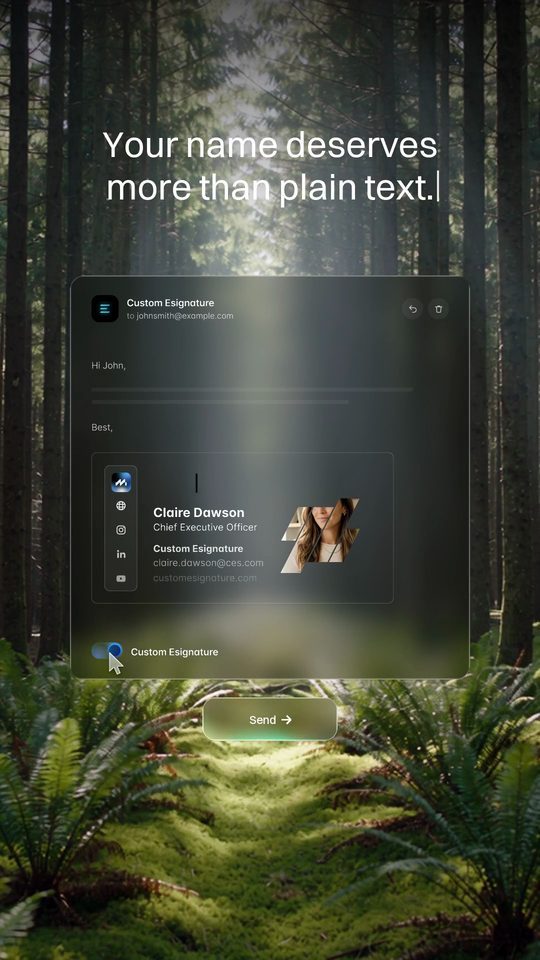 Your name deserves
more than plain text.
Custom Esignature
to johnsmith@example.com
Hi John,
Best,
Claire Dawson
Chief Executive Officer
Custom Esignature
claire.dawson@ces.com
customesignature.com
in
Custom Esignature
Send →